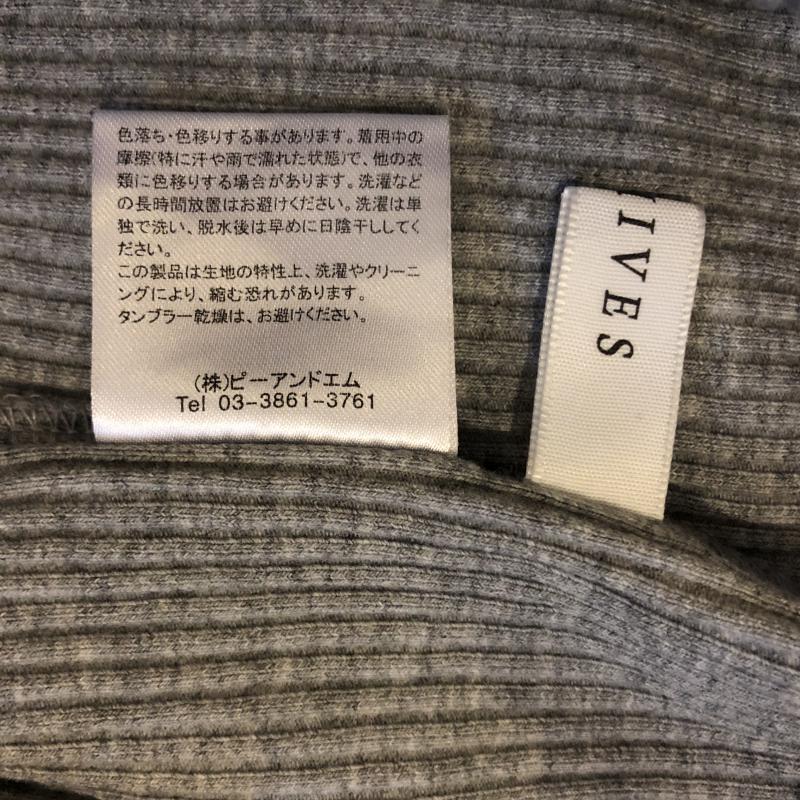 色落ち・色移りする事があります。着用中の
摩擦(特に汗や雨で濡れた状態)で、他の衣
類に色移りする場合があります。洗濯など
の長時間放置はお避けください。洗濯は単
独で洗い、脱水後は早めに日陰干ししてく
ださい。
この製品は生地の特性上、洗濯やクリーニ
ングにより、縮む恐れがあります。
タンブラー乾燥は、お避けください。
(株)ピーアンドエム
Tel 03-3861-3761
IVES